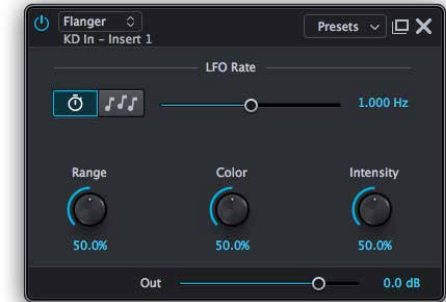 Flanger
Presets
KD In - Insert 1
LFO Rate
1.000 Hz
Range
Color
Intensity
50.0%
50.0%
50.0%
Out
0.0 dB